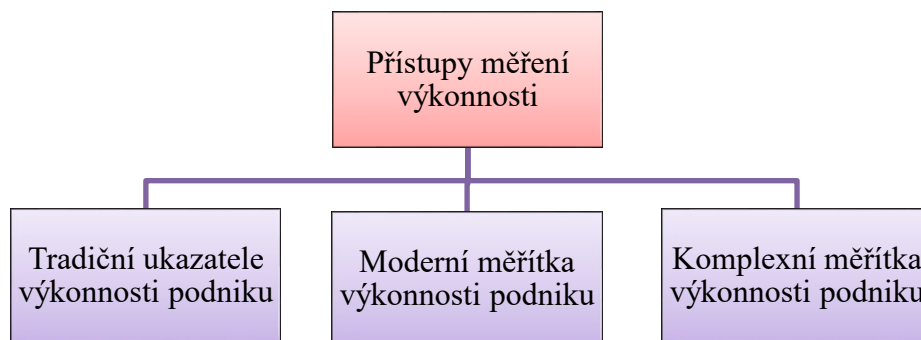 Přístupy měření
výkonnosti
Tradiční ukazatele
výkonnosti podniku
Moderní měřítka
výkonnosti podniku
Komplexní měřítka
výkonnosti podniku